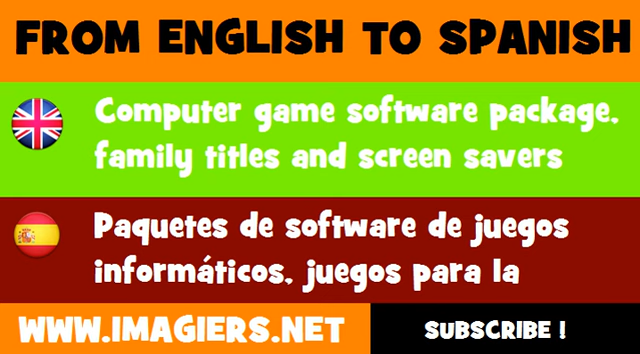 FROM ENGLISH TO SPANISH
Computer game software package,
family titles and screen savers
Paquetes de software de juegos
informáticos, juegos para la
WWW.IMAGIERS.NET
SUBSCRIBE !